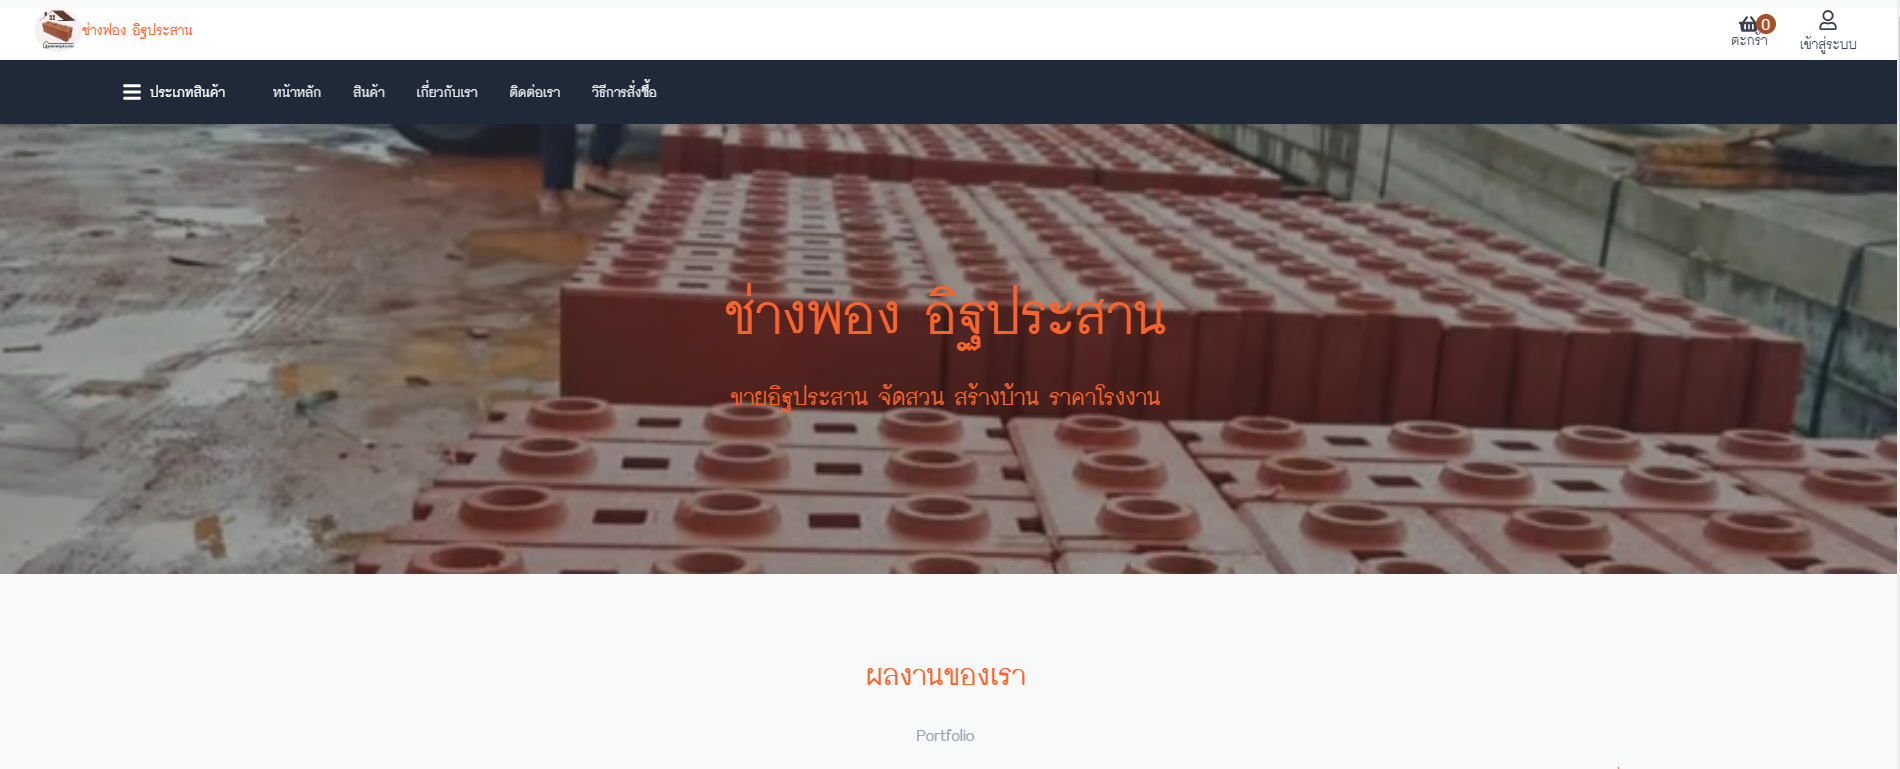 ช่างฟอง อิฐประสาน
0
ตะกร้า
เข้าสู่ระบบ
ประเภทสินค้า หน้าหลัก สินค้า เกี่ยวกับเรา ติดต่อเรา วิธีการสั่งซื้อ
ช่างพอง อิฐประสาน
ขายอิฐประสาน จัดสวน สร้างบ้าน ราคาโรงงาน
ผลงานของเรา
Portfolio